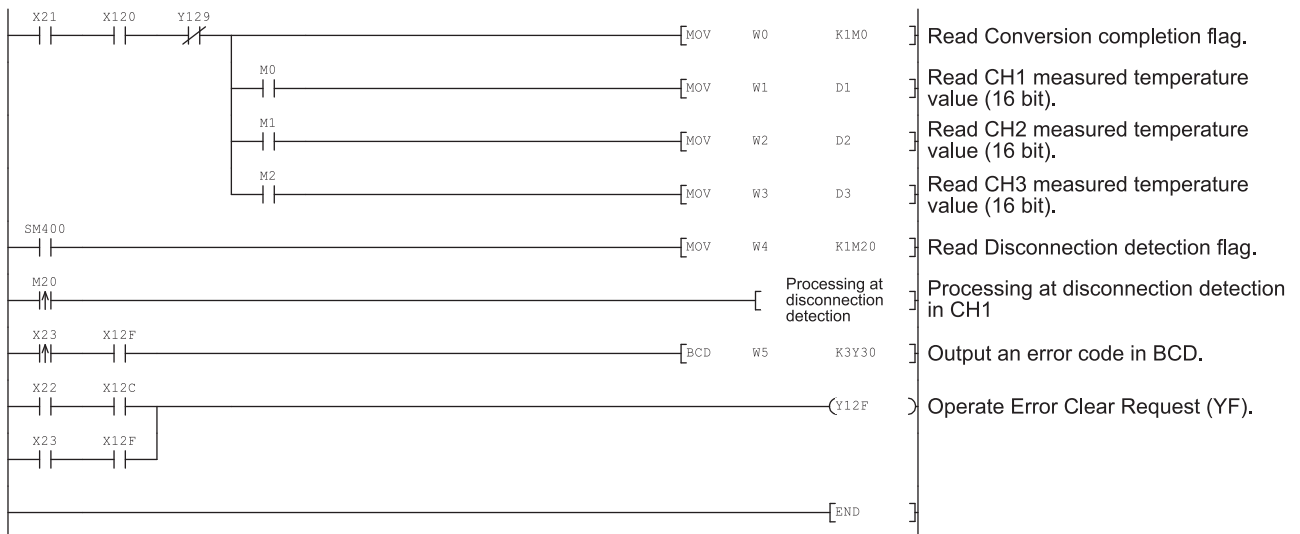 X21 X120 Y129
MOV W0 K1M0 Read Conversion completion flag.
M0
MOV W1 D1 Read CH1 measured temperature
value (16 bit).
M1
MOV W2 D2 Read CH2 measured temperature
value (16 bit).
M2
MOV W3 D3 Read CH3 measured temperature
value (16 bit).
SM400
MOV W4 K1M20 Read Disconnection detection flag.
M20
Processing at
disconnection
detection
Processing at disconnection detection
in CH1
X23 X12F
BCD W5 K3Y30 Output an error code in BCD.
X22 X12C
Y12F Operate Error Clear Request (YF).
X23 X12F
END